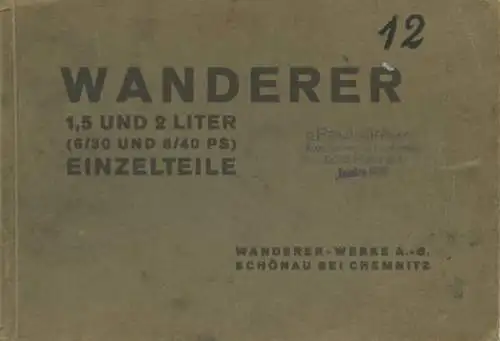 12
WANDERER
1,5 UND 2 LITER
(6/30 UND 8/40 PS)
EINZELTEILE
WANDERER-WERKE A.-G.
SCHÖNAU BEI CHEMNITZ